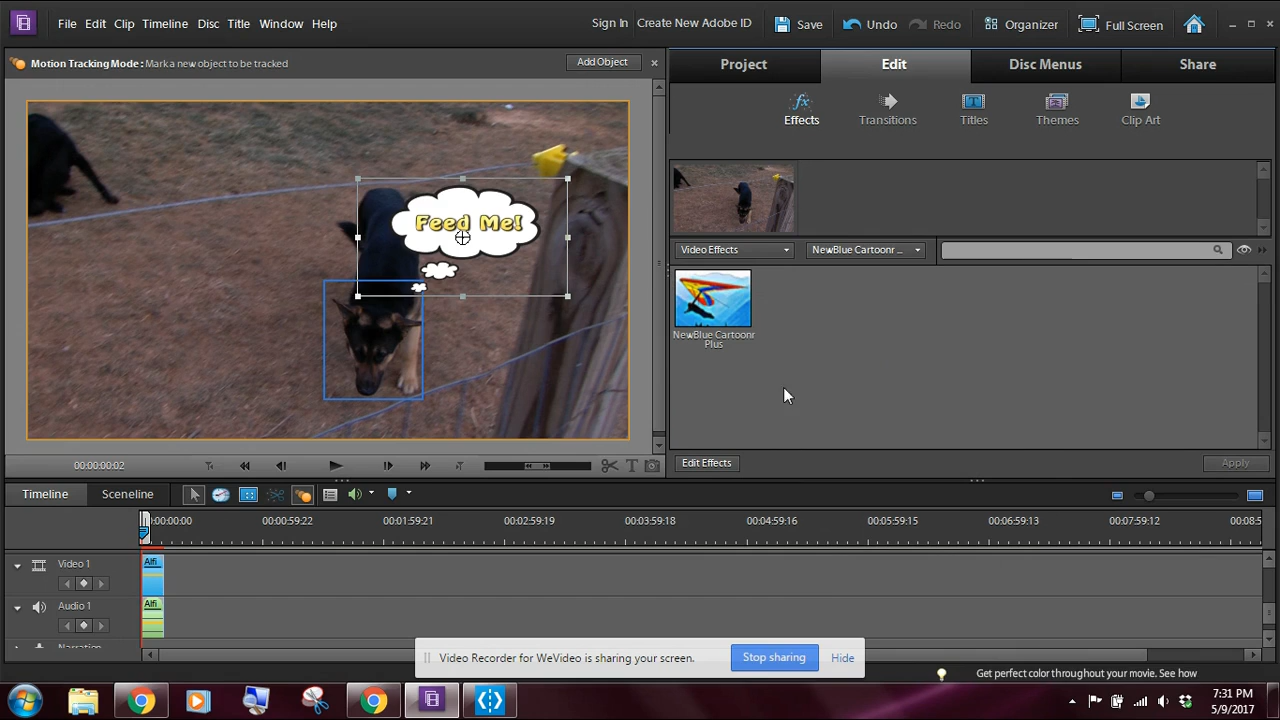 File Edit Clip Timeline Disc Title Window Help
Sign In Create New Adobe ID Save Undo Redo Organizer Full Screen
Motion Tracking Mode : Mark a new object to be tracked
Add Object
Project Edit Disc Menus Share
Effects Transitions Titles Themes Clip Art
Feed Me!
Video Effects NewBlue Cartoonr ...
NewBlue Cartoonr
Plus
00:00:00:02
Edit Effects Apply
Timeline Sceneline
00:00:00 00:00:59:22 00:01:59:21 00:02:59:19 00:03:59:18 00:04:59:16 00:05:59:15 00:06:59:13 00:07:59:12 00:08:5
Video 1
Alfi
Audio 1
Alfi
Narration
Video Recorder for WeVideo is sharing your screen. Stop sharing Hide
Get perfect color throughout your movie. See how
7:31 PM
5/9/2017